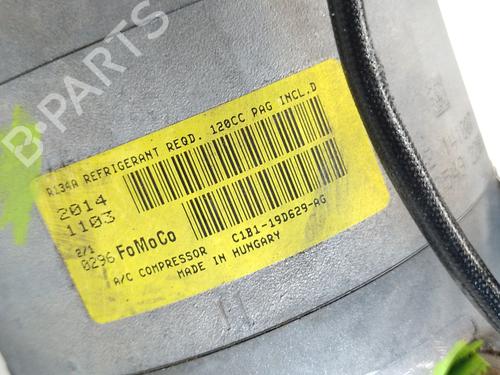 B-PARTS
R134A REFRIGERANT REQD. 120CC PAG INCL.D
2014
1103
2/1
0296 FoMoCo
A/C COMPRESSOR C1B1-19D629-AG
MADE IN HUNGARY